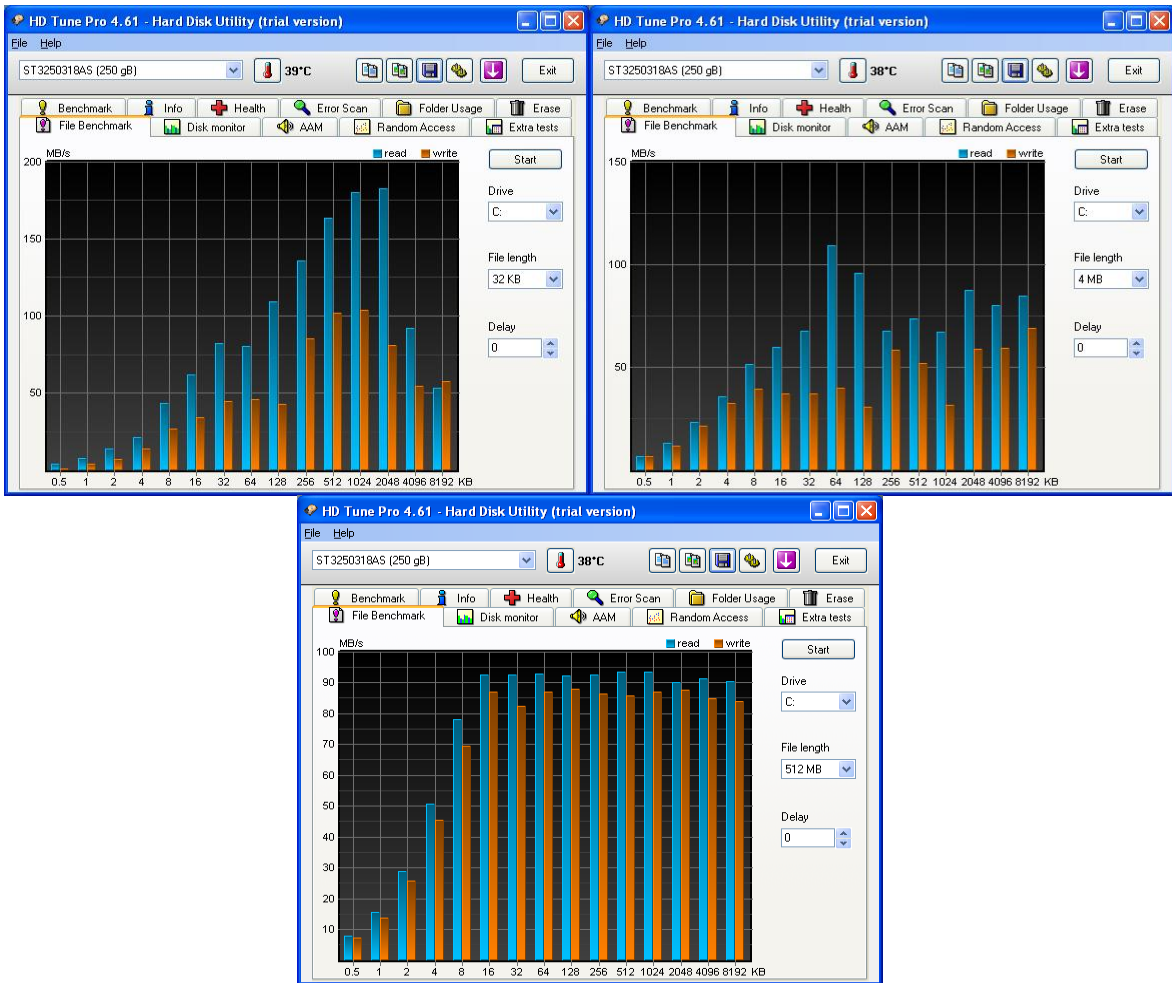 HD Tune Pro 4.61 - Hard Disk Utility (trial version)
File Help
ST3250318AS (250 gB) 39°C Exit
Benchmark Info Health Error Scan Folder Usage Erase
File Benchmark Disk monitor AAM Random Access Extra tests
MB/s read write
200
150
100
50
0.5 1 2 4 8 16 32 64 128 256 512 1024 2048 4096 8192 KB
Start
Drive
C:
File length
32 KB
Delay
0
HD Tune Pro 4.61 - Hard Disk Utility (trial version)
File Help
ST3250318AS (250 gB) 38°C Exit
Benchmark Info Health Error Scan Folder Usage Erase
File Benchmark Disk monitor AAM Random Access Extra tests
MB/s read write
150
100
50
0.5 1 2 4 8 16 32 64 128 256 512 1024 2048 4096 8192 KB
Start
Drive
C:
File length
4 MB
Delay
0
HD Tune Pro 4.61 - Hard Disk Utility (trial version)
File Help
ST3250318AS (250 gB) 38°C Exit
Benchmark Info Health Error Scan Folder Usage Erase
File Benchmark Disk monitor AAM Random Access Extra tests
MB/s read write
100
90
80
70
60
50
40
30
20
10
0.5 1 2 4 8 16 32 64 128 256 512 1024 2048 4096 8192 KB
Start
Drive
C:
File length
512 MB
Delay
0